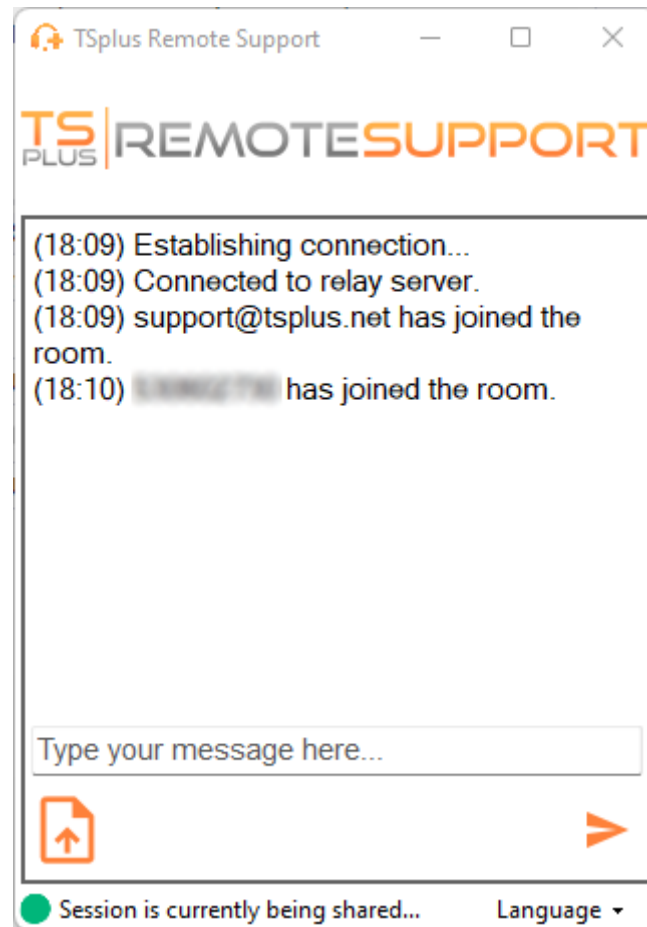 TSplus Remote Support
TS PLUS REMOTESUPPORT
(18:09) Establishing connection...
(18:09) Connected to relay server.
(18:09) support@tsplus.net has joined the
room.
(18:10) has joined the room.
Type your message here...
Session is currently being shared... Language